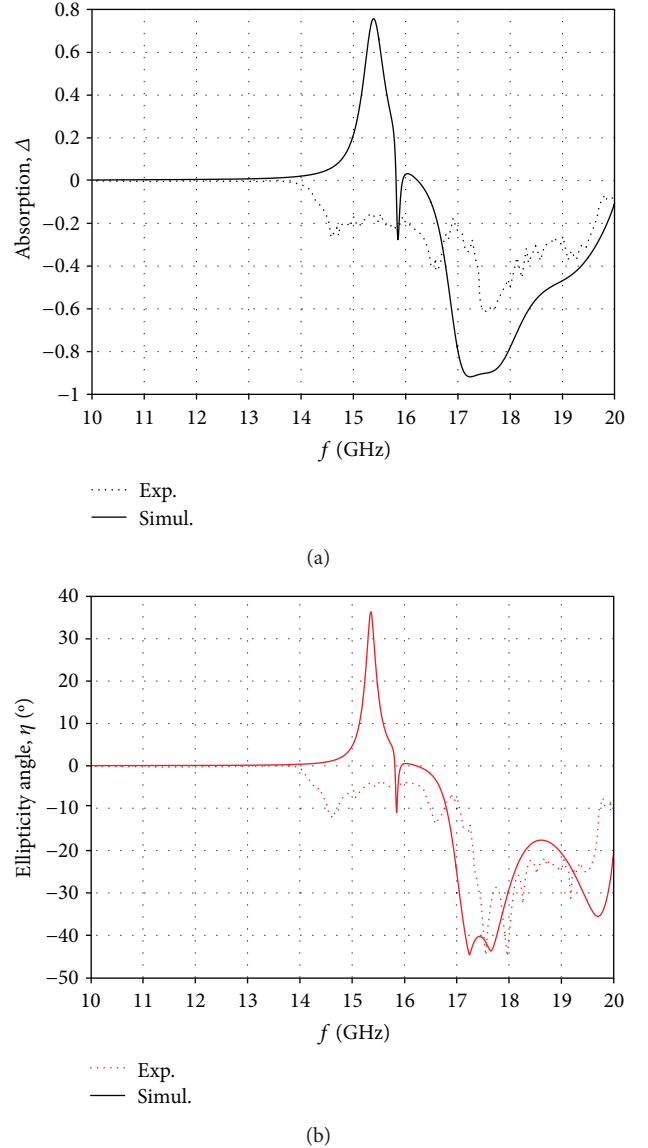 0.8
0.6
0.4
0.2
0
−0.2
−0.4
−0.6
−0.8
−1
Absorption, Δ
10 11 12 13 14 15 16 17 18 19 20
f (GHz)
Exp.
Simul.
(a)
40
30
20
10
0
−10
−20
−30
−40
−50
Ellipticity angle, η (°)
10 11 12 13 14 15 16 17 18 19 20
f (GHz)
Exp.
Simul.
(b)